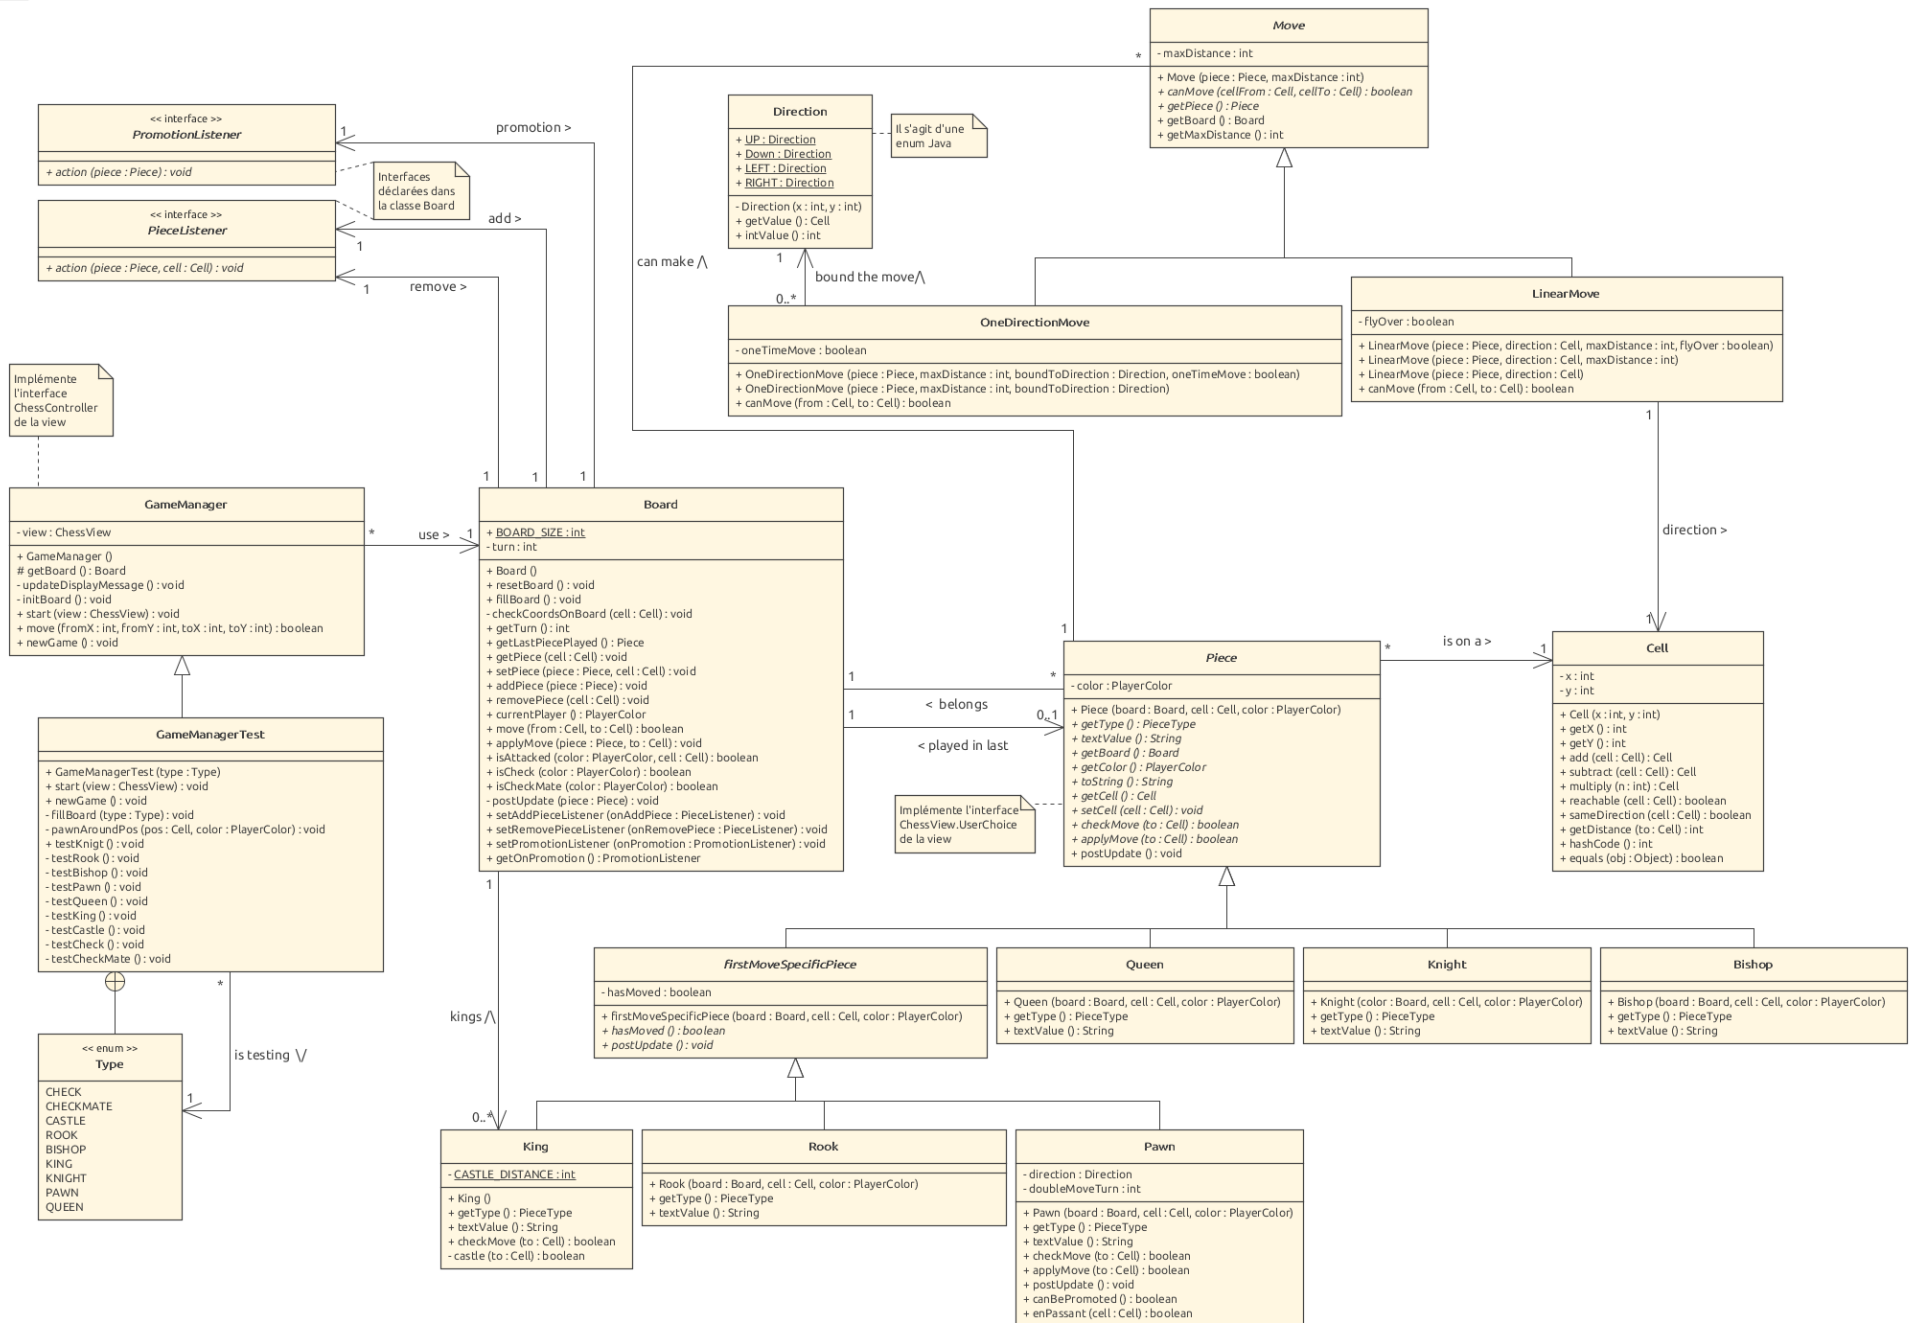 Move
- maxDistance : int
+ Move (piece : Piece, maxDistance : int)
+ canMove (cellFrom : Cell, cellTo : Cell) : boolean
+ getPiece () : Piece
+ getBoard () : Board
+ getMaxDistance () : int
*
<< interface >>
PromotionListener
+ action (piece : Piece) : void
1
promotion >
Interfaces
déclarées dans
la classe Board
<< interface >>
PieceListener
+ action (piece : Piece, cell : Cell) : void
add >
1
1
remove >
Direction
+ UP : Direction
+ Down : Direction
+ LEFT : Direction
+ RIGHT : Direction
- Direction (x : int, y : int)
+ getValue () : Cell
+ intValue () : int
Il s'agit d'une
enum Java
can make /\
1
bound the move/\
0..*
OneDirectionMove
- oneTimeMove : boolean
+ OneDirectionMove (piece : Piece, maxDistance : int, boundToDirection : Direction, oneTimeMove : boolean)
+ OneDirectionMove (piece : Piece, maxDistance : int, boundToDirection : Direction)
+ canMove (from : Cell, to : Cell) : boolean
LinearMove
- flyOver : boolean
+ LinearMove (piece : Piece, direction : Cell, maxDistance : int, flyOver : boolean)
+ LinearMove (piece : Piece, direction : Cell, maxDistance : int)
+ LinearMove (piece : Piece, direction : Cell)
+ canMove (from : Cell, to : Cell) : boolean
1
direction >
1
Implémente
l'interface
ChessController
de la view
GameManager
- view : ChessView
+ GameManager ()
# getBoard () : Board
- updateDisplayMessage () : void
- initBoard () : void
+ start (view : ChessView) : void
+ move (fromX : int, fromY : int, toX : int, toY : int) : boolean
+ newGame () : void
*
use >
1
1
1
1
Board
+ BOARD_SIZE : int
- turn : int
+ Board ()
+ resetBoard () : void
+ fillBoard () : void
- checkCoordsOnBoard (cell : Cell) : void
+ getTurn () : int
+ getLastPiecePlayed () : Piece
+ getPiece (cell : Cell) : void
+ setPiece (piece : Piece, cell : Cell) : void
+ addPiece (piece : Piece) : void
+ removePiece (cell : Cell) : void
+ currentPlayer () : PlayerColor
+ move (from : Cell, to : Cell) : boolean
+ applyMove (piece : Piece, to : Cell) : void
+ isAttacked (color : PlayerColor, cell : Cell) : boolean
+ isCheck (color : PlayerColor) : boolean
+ isCheckMate (color : PlayerColor) : boolean
- postUpdate (piece : Piece) : void
+ setAddPieceListener (onAddPiece : PieceListener) : void
+ setRemovePieceListener (onRemovePiece : PieceListener) : void
+ setPromotionListener (onPromotion : PromotionListener) : void
+ getOnPromotion () : PromotionListener
1
*
< belongs
1
0..1
< played in last
1
Piece
- color : PlayerColor
+ Piece (board : Board, cell : Cell, color : PlayerColor)
+ getType () : PieceType
+ textValue () : String
+ getBoard () : Board
+ getColor () : PlayerColor
+ toString () : String
+ getCell () : Cell
+ setCell (cell : Cell) : void
+ checkMove (to : Cell) : boolean
+ applyMove (to : Cell) : boolean
+ postUpdate () : void
Implémente l'interface
ChessView.UserChoice
de la view
*
is on a >
1
Cell
- x : int
- y : int
+ Cell (x : int, y : int)
+ getX () : int
+ getY () : int
+ add (cell : Cell) : Cell
+ subtract (cell : Cell) : Cell
+ multiply (n : int) : Cell
+ reachable (cell : Cell) : boolean
+ sameDirection (cell : Cell) : boolean
+ getDistance (to : Cell) : int
+ hashCode () : int
+ equals (obj : Object) : boolean
GameManagerTest
+ GameManagerTest (type : Type)
+ start (view : ChessView) : void
+ newGame () : void
- fillBoard (type : Type) : void
- pawnAroundPos (pos : Cell, color : PlayerColor) : void
+ testKnigt () : void
- testRook () : void
- testBishop () : void
- testPawn () : void
- testQueen () : void
- testKing () : void
- testCastle () : void
- testCheck () : void
- testCheckMate () : void
*
is testing \/
1
<< enum >>
Type
CHECK
CHECKMATE
CASTLE
ROOK
BISHOP
KING
KNIGHT
PAWN
QUEEN
1
kings /\
0..*
firstMoveSpecificPiece
- hasMoved : boolean
+ firstMoveSpecificPiece (board : Board, cell : Cell, color : PlayerColor)
+ hasMoved () : boolean
+ postUpdate () : void
Queen
+ Queen (board : Board, cell : Cell, color : PlayerColor)
+ getType () : PieceType
+ textValue () : String
Knight
+ Knight (color : Board, cell : Cell, color : PlayerColor)
+ getType () : PieceType
+ textValue () : String
Bishop
+ Bishop (board : Board, cell : Cell, color : PlayerColor)
+ getType () : PieceType
+ textValue () : String
King
- CASTLE_DISTANCE : int
+ King ()
+ getType () : PieceType
+ textValue () : String
+ checkMove (to : Cell) : boolean
- castle (to : Cell) : boolean
Rook
+ Rook (board : Board, cell : Cell, color : PlayerColor)
+ getType () : PieceType
+ textValue () : String
Pawn
- direction : Direction
- doubleMoveTurn : int
+ Pawn (board : Board, cell : Cell, color : PlayerColor)
+ getType () : PieceType
+ textValue () : String
+ checkMove (to : Cell) : boolean
+ applyMove (to : Cell) : boolean
+ postUpdate () : void
+ canBePromoted () : boolean
+ enPassant (cell : Cell) : boolean